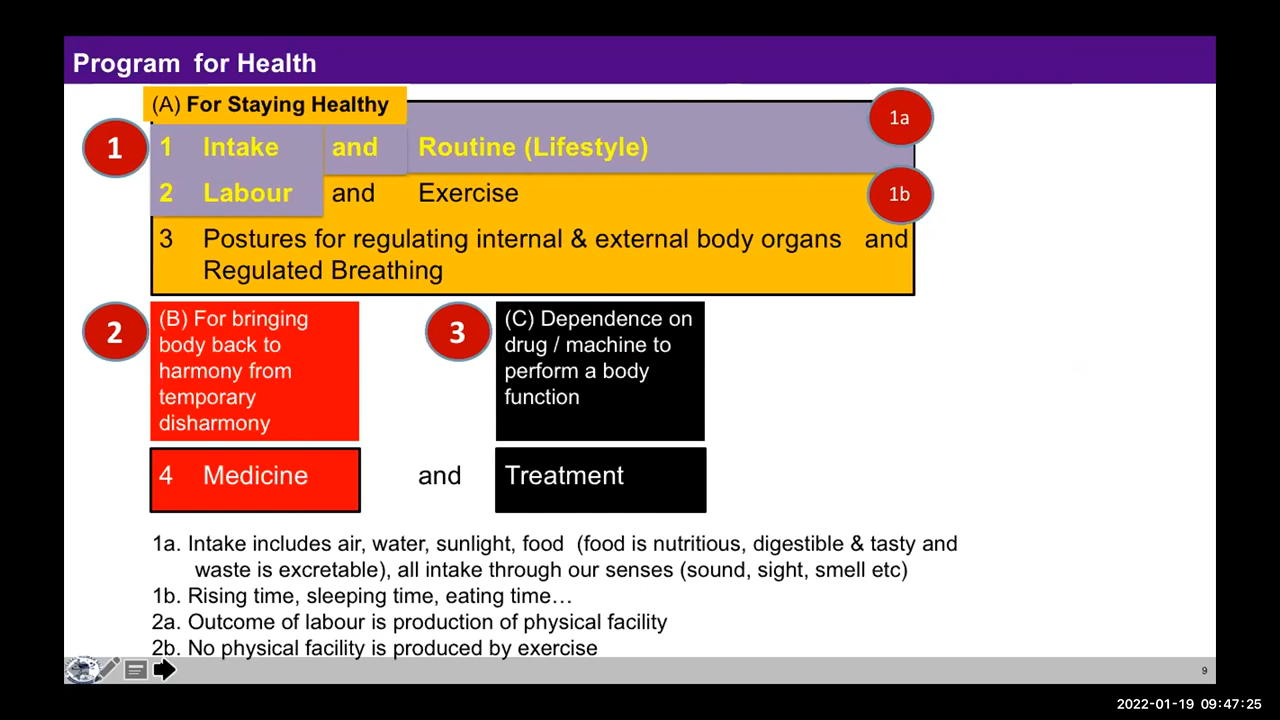 Program for Health
(A) For Staying Healthy
1a
1
1 Intake and Routine (Lifestyle)
2 Labour and Exercise
1b
3 Postures for regulating internal & external body organs and
Regulated Breathing
2
(B) For bringing
body back to
harmony from
temporary
disharmony
3
(C) Dependence on
drug / machine to
perform a body
function
4 Medicine and Treatment
1a. Intake includes air, water, sunlight, food (food is nutritious, digestible & tasty and
waste is excretable), all intake through our senses (sound, sight, smell etc)
1b. Rising time, sleeping time, eating time…
2a. Outcome of labour is production of physical facility
2b. No physical facility is produced by exercise
9
2022-01-19 09:47:25